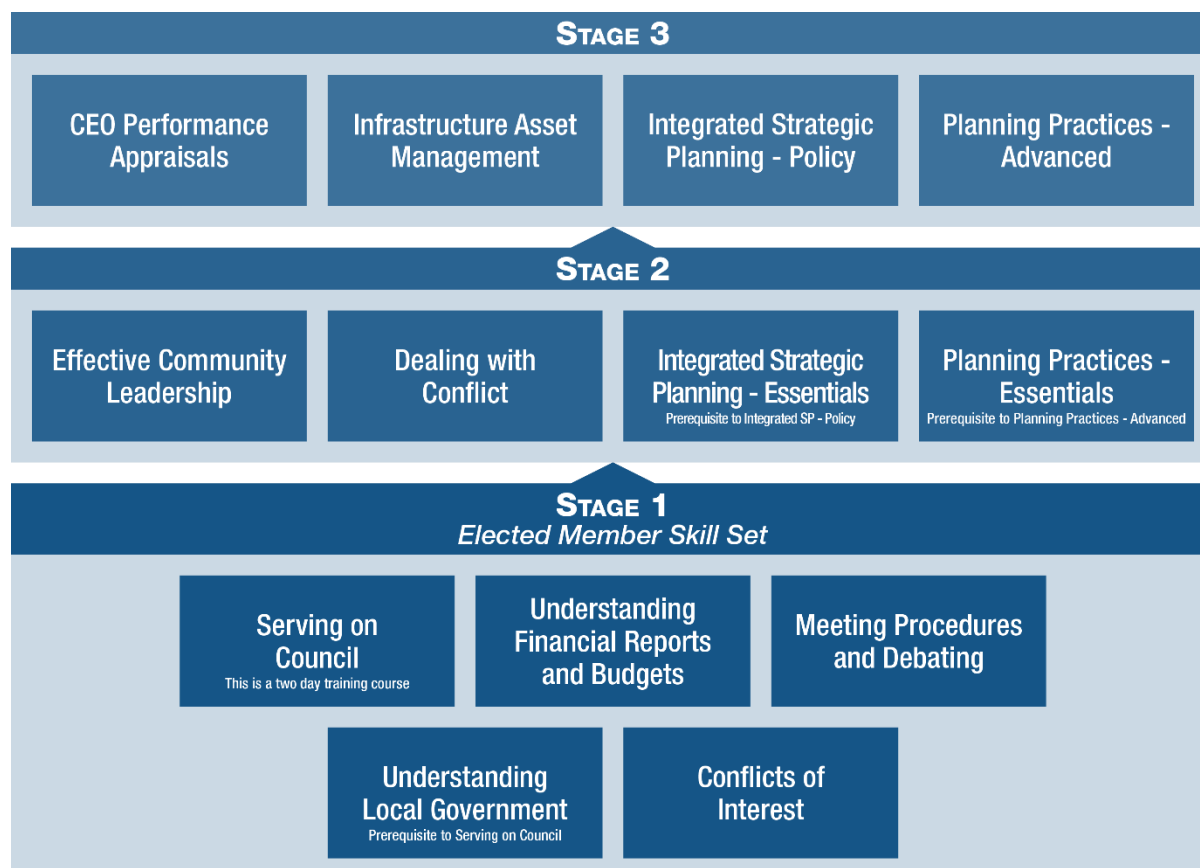 STAGE 3
CEO Performance
Appraisals
Infrastructure Asset
Management
Integrated Strategic
Planning - Policy
Planning Practices -
Advanced
STAGE 2
Effective Community
Leadership
Dealing with
Conflict
Integrated Strategic
Planning - Essentials
Prerequisite to Integrated SP - Policy
Planning Practices -
Essentials
Prerequisite to Planning Practices - Advanced
STAGE 1
Elected Member Skill Set
Serving on
Council
This is a two day training course
Understanding
Financial Reports
and Budgets
Meeting Procedures
and Debating
Understanding
Local Government
Prerequisite to Serving on Council
Conflicts of
Interest